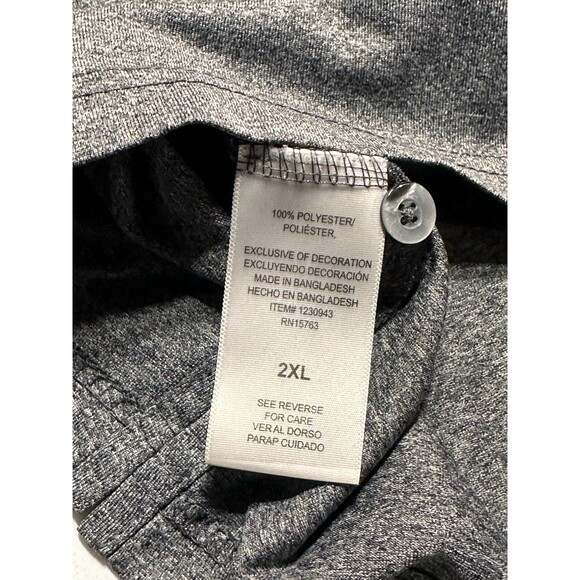 100% POLYESTER/
POLIÉSTER,
EXCLUSIVE OF DECORATION
EXCLUYENDO DECORACIÓN
MADE IN BANGLADESH
HECHO EN BANGLADESH
ITEM# 1230943
RN15763
2XL
SEE REVERSE
FOR CARE
VER AL DORSO
PARAP CUIDADO